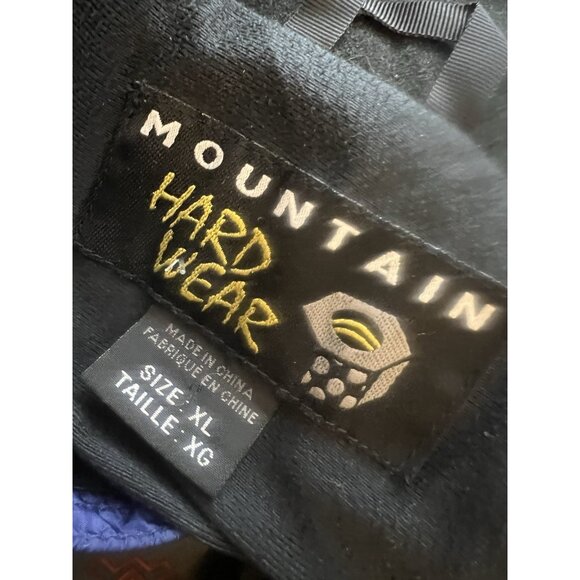 MOUNTAIN
HARD
WEAR
MADE IN CHINA
FABRIQUE EN CHINE
SIZE: XL
TAILLE: XG